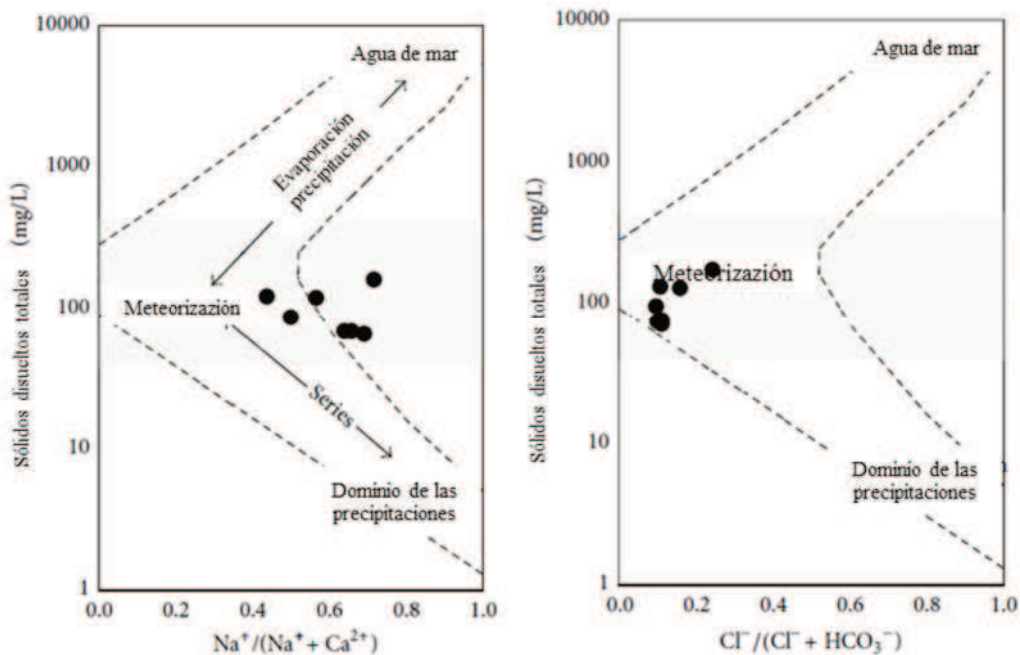 10000
1000
100
10
1
Sólidos disueltos totales (mg/L)
Agua de mar
Evaporación
precipitación
Meteorizazión
Series
Dominio de las
precipitaciones
0.0 0.2 0.4 0.6 0.8 1.0
Na⁺/(Na⁺ + Ca²⁺)
10000
1000
100
10
1
Sólidos disueltos totales (mg/L)
Agua de mar
Meteorizazión
Dominio de las
precipitaciones
0.0 0.2 0.4 0.6 0.8 1.0
Cl⁻/(Cl⁻ + HCO₃⁻)